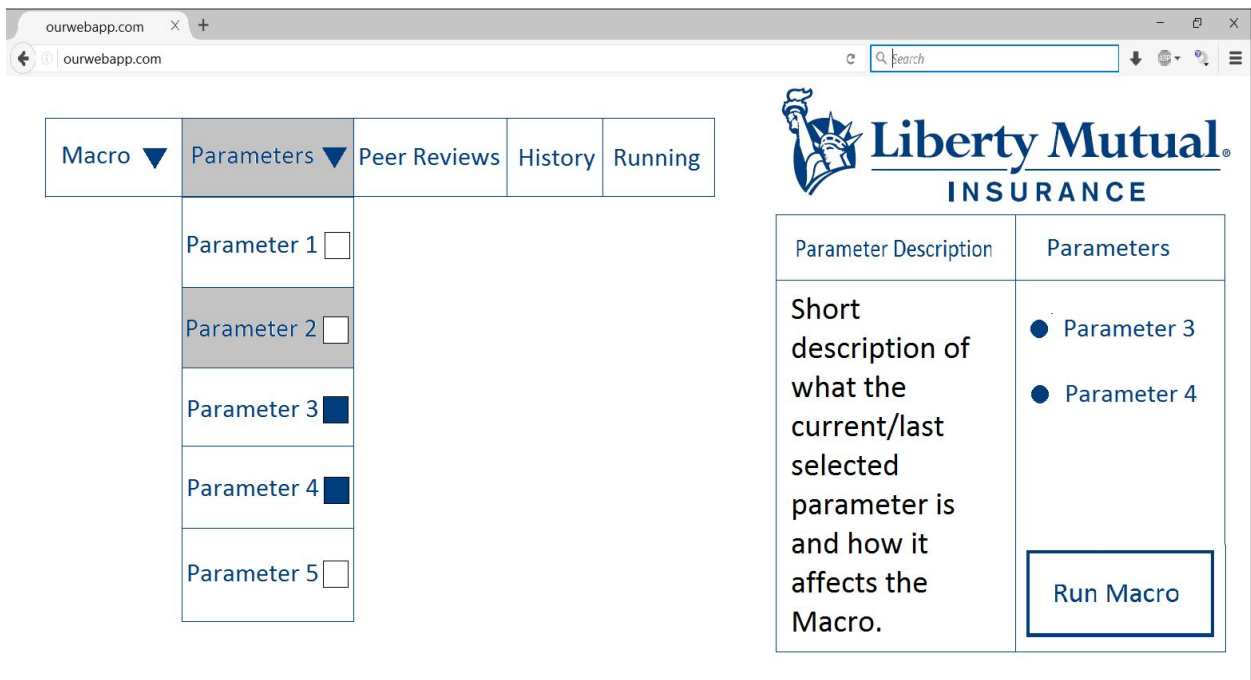 ourwebapp.com
ourwebapp.com
Search
Macro Parameters Peer Reviews History Running
Liberty Mutual
INSURANCE
Parameter 1
Parameter 2
Parameter 3
Parameter 4
Parameter 5
Parameter Description Parameters
Short
description of
what the
current/last
selected
parameter is
and how it
affects the
Macro.
Parameter 3
Parameter 4
Run Macro